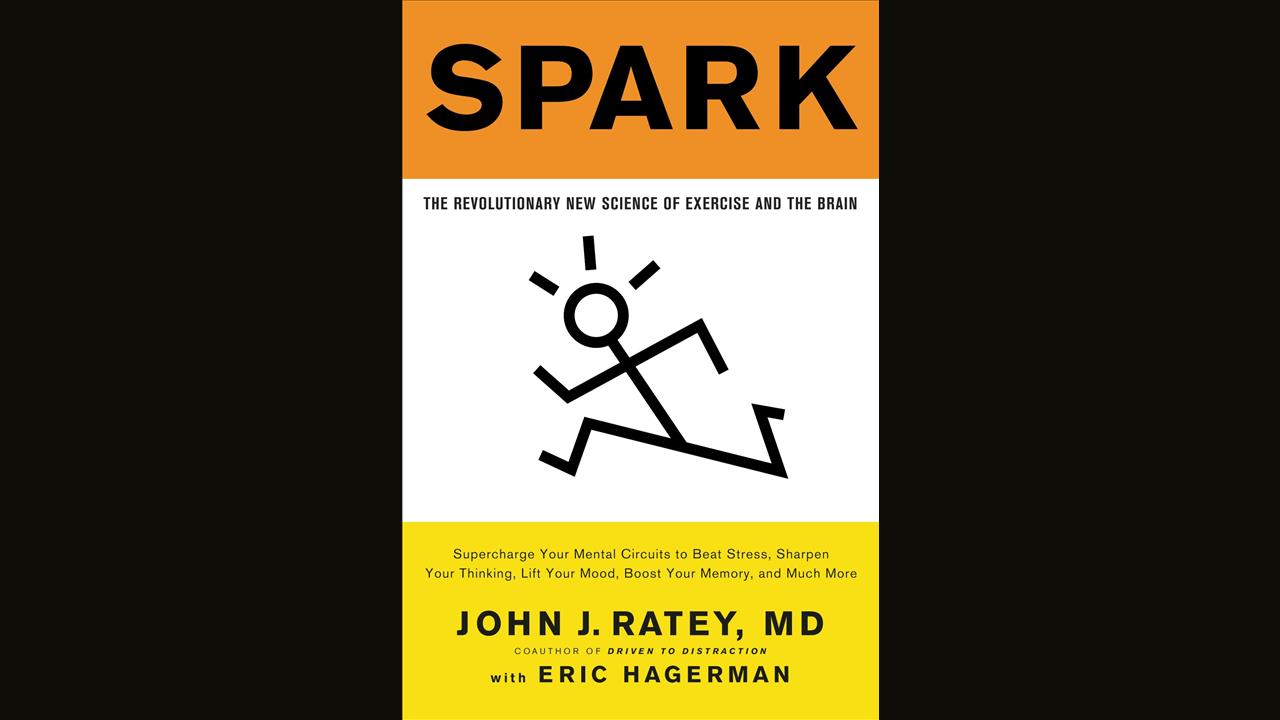 SPARK
THE REVOLUTIONARY NEW SCIENCE OF EXERCISE AND THE BRAIN
Supercharge Your Mental Circuits to Beat Stress, Sharpen
Your Thinking, Lift Your Mood, Boost Your Memory, and Much More
JOHN J. RATEY, MD
COAUTHOR OF DRIVEN TO DISTRACTION
with ERIC HAGERMAN